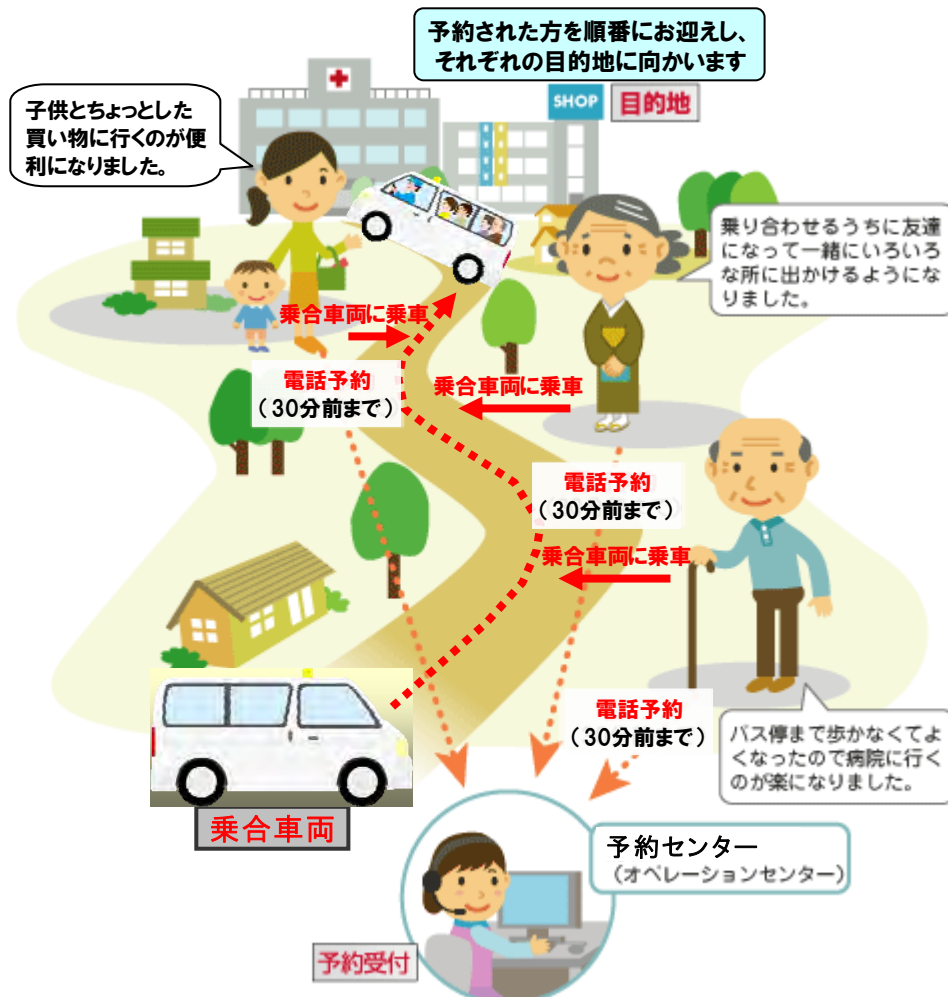 予約された方を順番にお迎えし、
それぞれの目的地に向かいます
SHOP
目的地
子供とちょっとした
買い物に行くのが便
利になりました。
乗り合わせるうちに友達
になって一緒にいろいろ
な所に出かけるようにな
りました。
乗合車両に乗車
電話予約
（30分前まで）
乗合車両に乗車
電話予約
（30分前まで）
乗合車両に乗車
電話予約
（30分前まで）
バス停まで歩かなくてよ
くなったので病院に行く
のが楽になりました。
乗合車両
予約センター
（オペレーションセンター）
予約受付